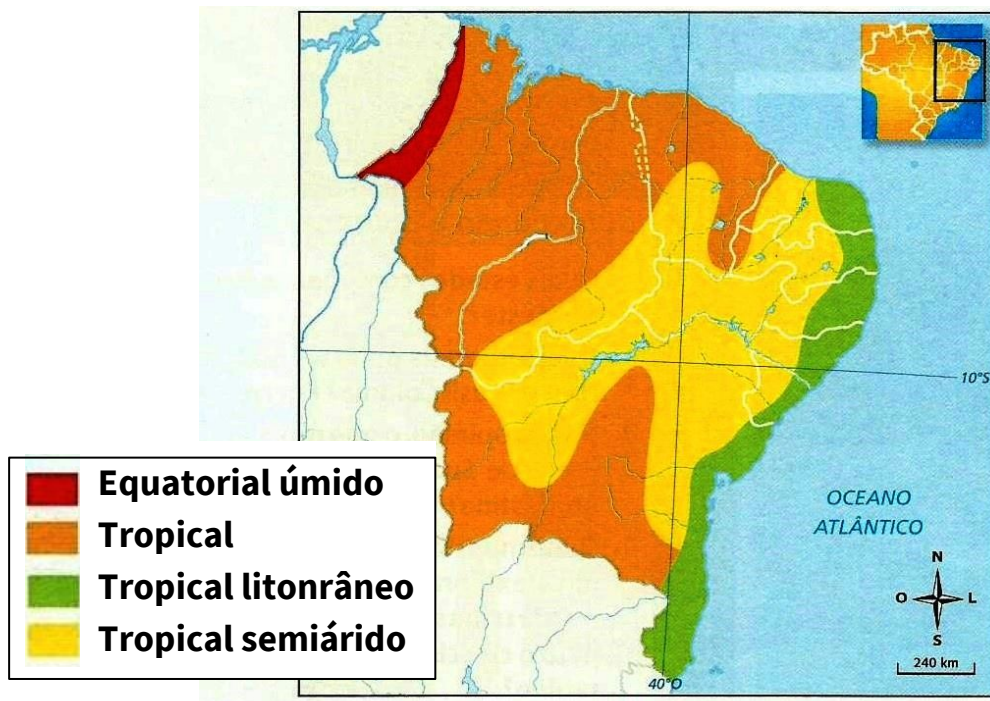 10°S
OCEANO
ATLÂNTICO
N
O
L
S
240 km
40°O
Equatorial úmido
Tropical
Tropical litonrâneo
Tropical semiárido